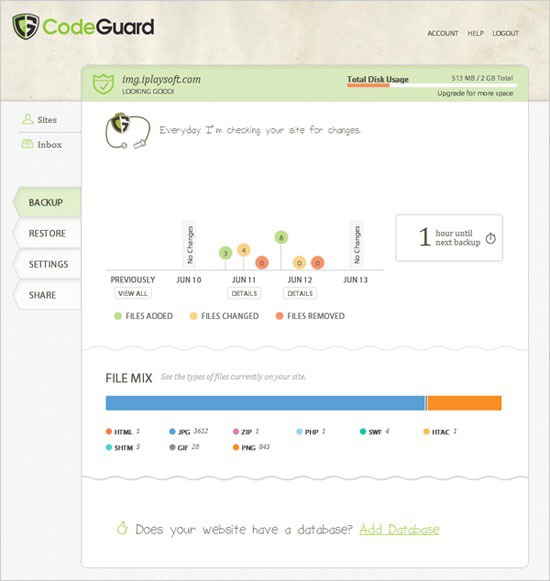 CodeGuard
ACCOUNT HELP LOGOUT
img.iplaysoft.com
LOOKING GOOD!
Total Disk Usage 513 MB / 2 GB Total
Upgrade for more space
Sites
Inbox
BACKUP
RESTORE
SETTINGS
SHARE
Everyday I'm checking your site for changes.
No Changes
3 4 0 8 0 0
No Changes
1 hour until
next backup
PREVIOUSLY JUN 10 JUN 11 JUN 12 JUN 13
VIEW ALL DETAILS DETAILS
FILES ADDED FILES CHANGED FILES REMOVED
FILE MIX See the types of files currently on your site.
HTML 1 JPG 3612 ZIP 1 PHP 1 SWF 4 HTAC 1
SHTM 5 GIF 28 PNG 845
Does your website have a database? Add Database